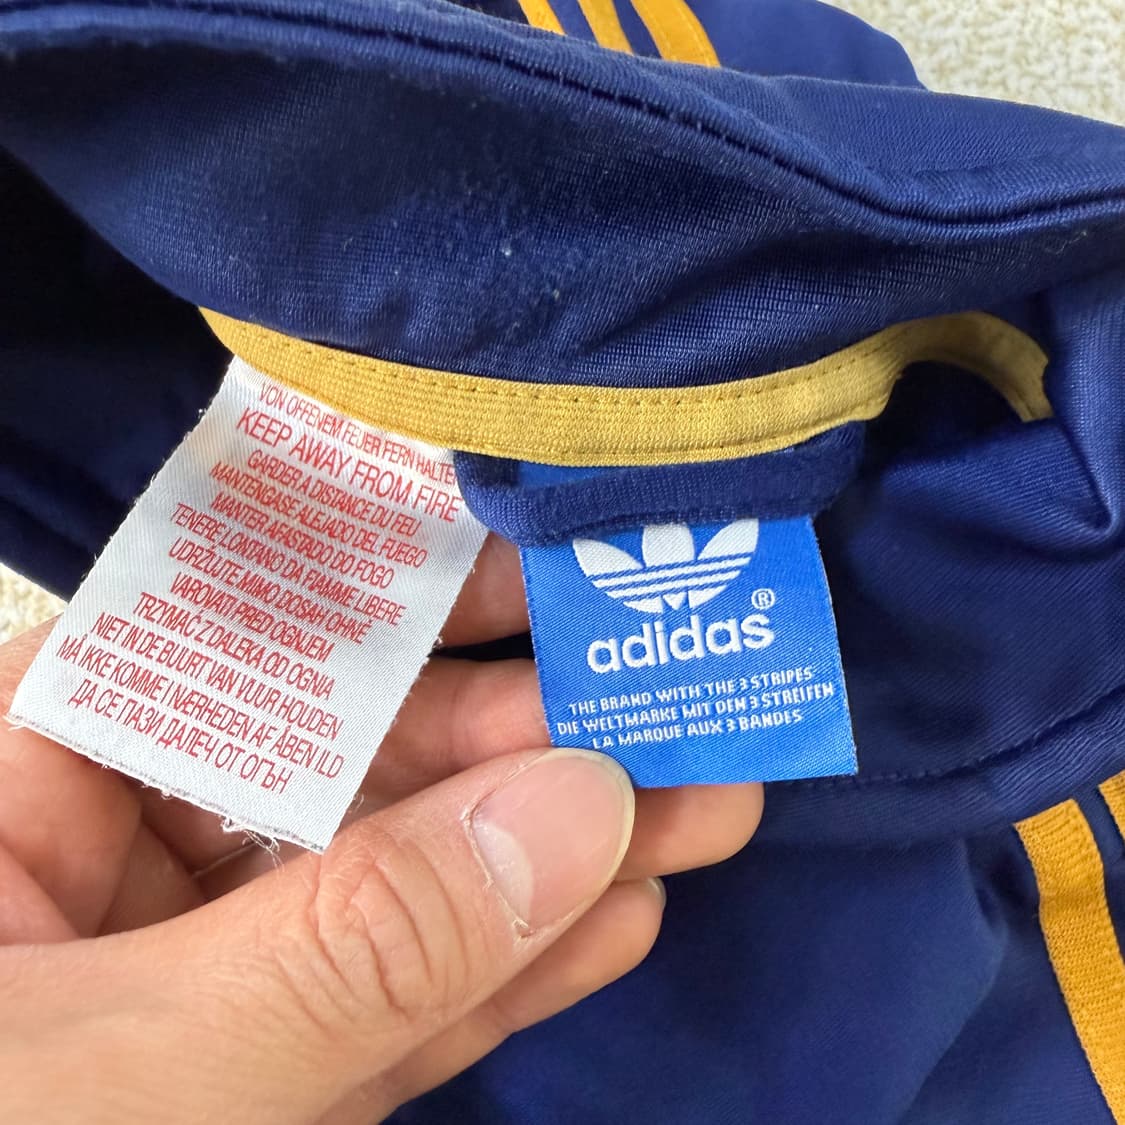 VON OFFENEM FEUER FERN HALTEN
KEEP AWAY FROM FIRE
GARDER A DISTANCE DU FEU
MANTENGASE ALEJADO DEL FUEGO
MANTER AFASTADO DO FOGO
TENERE LONTANO DA FIAMME LIBERE
UDRŽUJTE MIMO DOSAH OHNĚ
VAROVATI PRED OGNJEM
TRZYMAĆ Z DALEKA OD OGNIA
NIET IN DE BUURT VAN VUUR HOUDEN
MÅ IKKE KOMME I NÆRHEDEN AF ÅBEN ILD
ДА СЕ ПАЗИ ДАЛЕЧ ОТ ОГЪН
adidas®
THE BRAND WITH THE 3 STRIPES
DIE WELTMARKE MIT DEN 3 STREIFEN
LA MARQUE AUX 3 BANDES